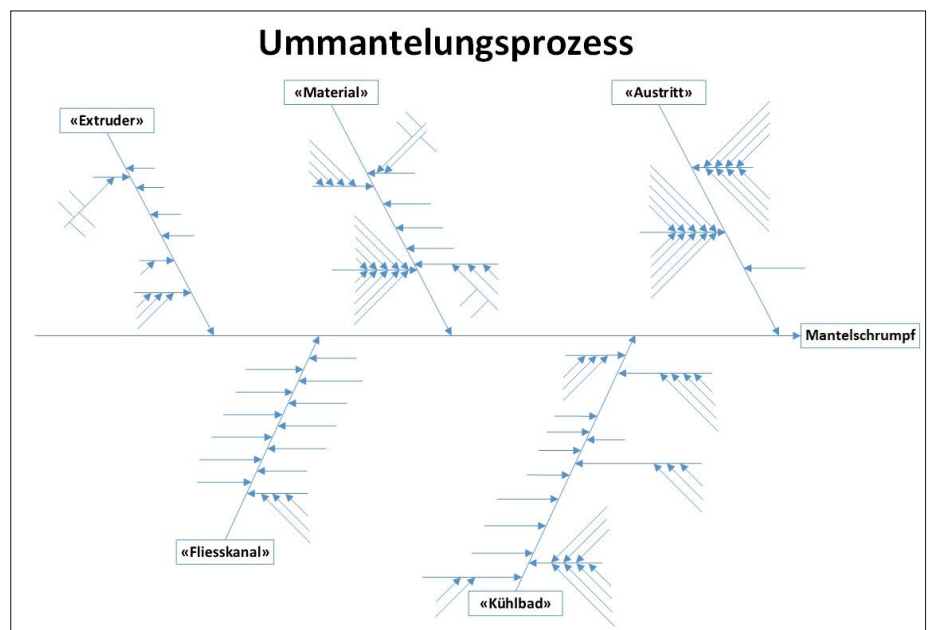 Ummantelungsprozess
«Extruder»
«Material»
«Austritt»
Mantelschrumpf
«Fliesskanal»
«Kühlbad»